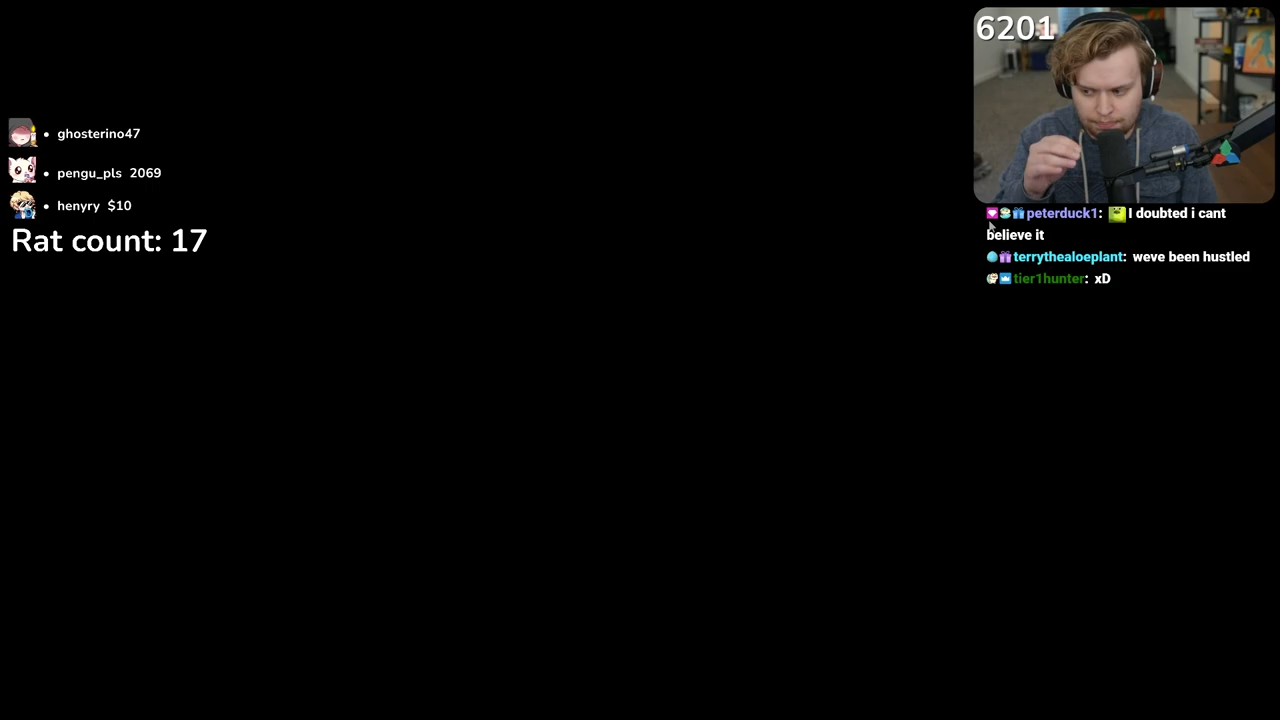 6201
ghosterino47
pengu_pls 2069
henyry $10
Rat count: 17
peterduck1: I doubted i cant
believe it
terrythealoeplant: weve been hustled
tier1hunter: xD